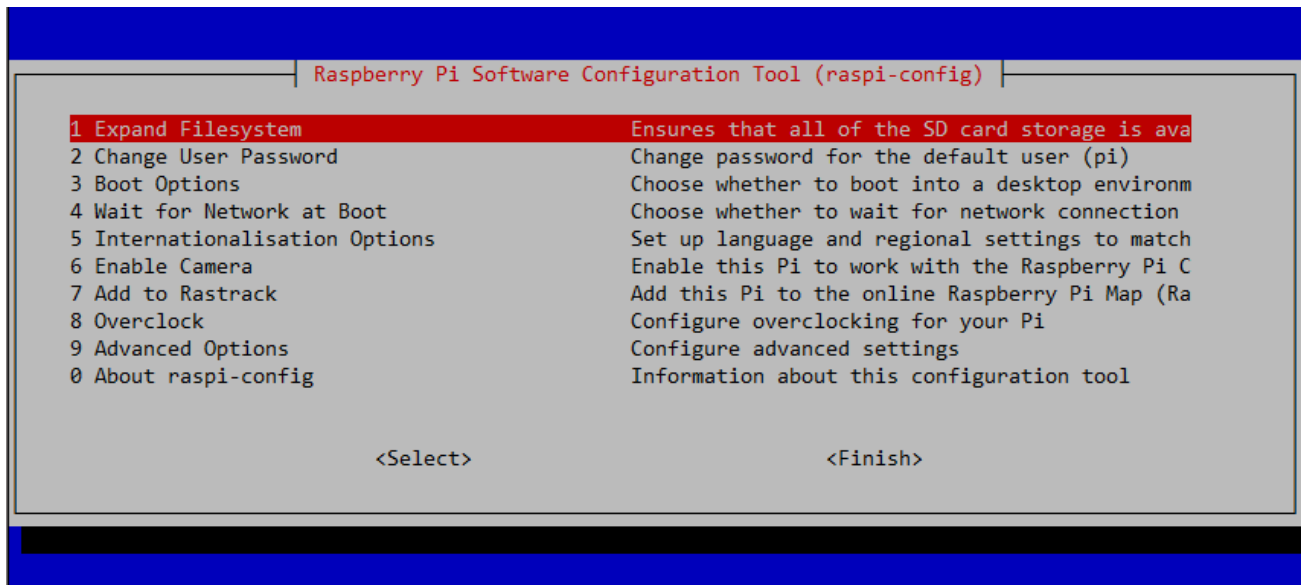 Raspberry Pi Software Configuration Tool (raspi-config)
1 Expand Filesystem Ensures that all of the SD card storage is ava
2 Change User Password Change password for the default user (pi)
3 Boot Options Choose whether to boot into a desktop environm
4 Wait for Network at Boot Choose whether to wait for network connection
5 Internationalisation Options Set up language and regional settings to match
6 Enable Camera Enable this Pi to work with the Raspberry Pi C
7 Add to Rastrack Add this Pi to the online Raspberry Pi Map (Ra
8 Overclock Configure overclocking for your Pi
9 Advanced Options Configure advanced settings
0 About raspi-config Information about this configuration tool
<Select> <Finish>